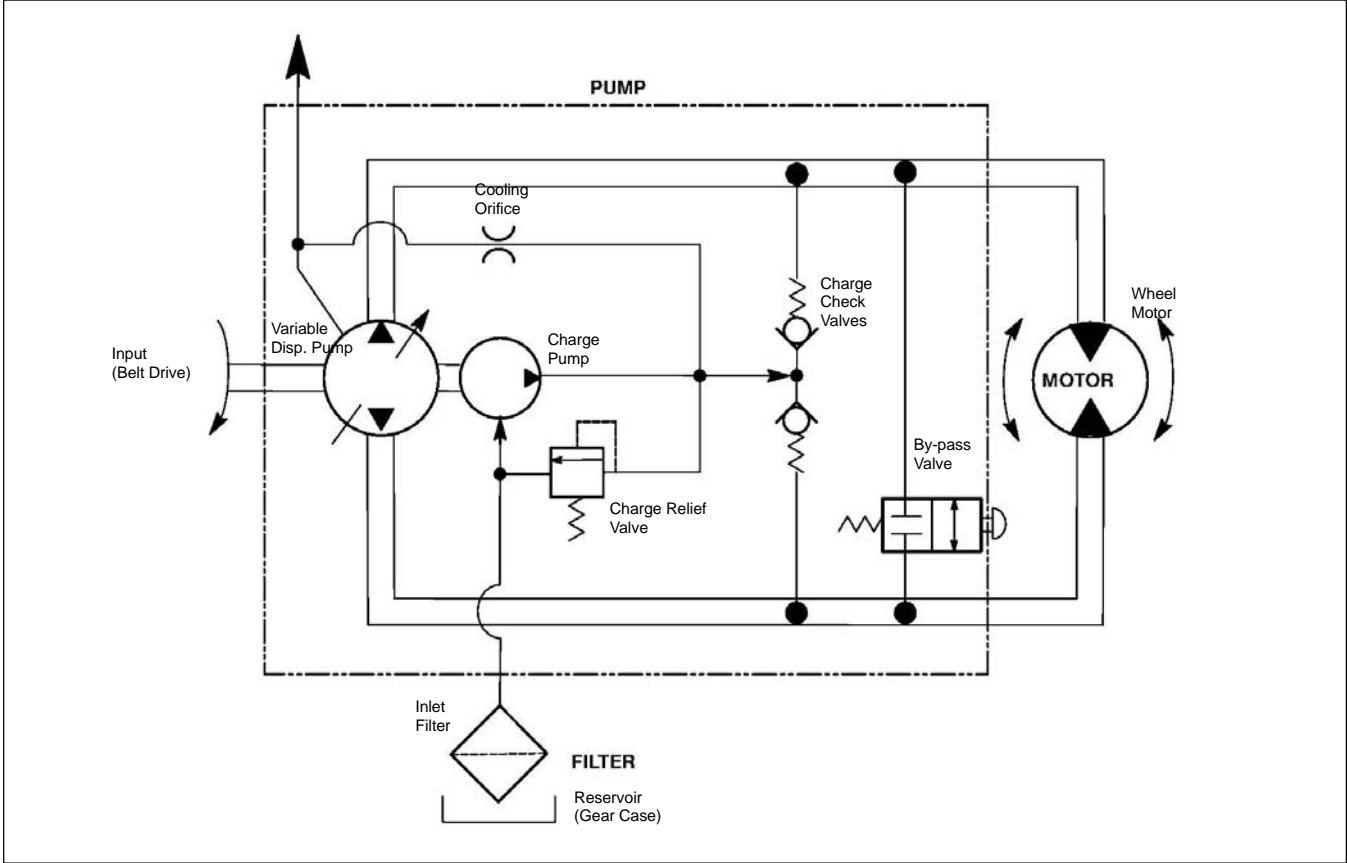 PUMP
Cooling
Orifice
Charge
Check
Valves
Wheel
Motor
Variable
Disp. Pump
Input
(Belt Drive)
Charge
Pump
MOTOR
By-pass
Valve
Charge Relief
Valve
Inlet
Filter
FILTER
Reservoir
(Gear Case)